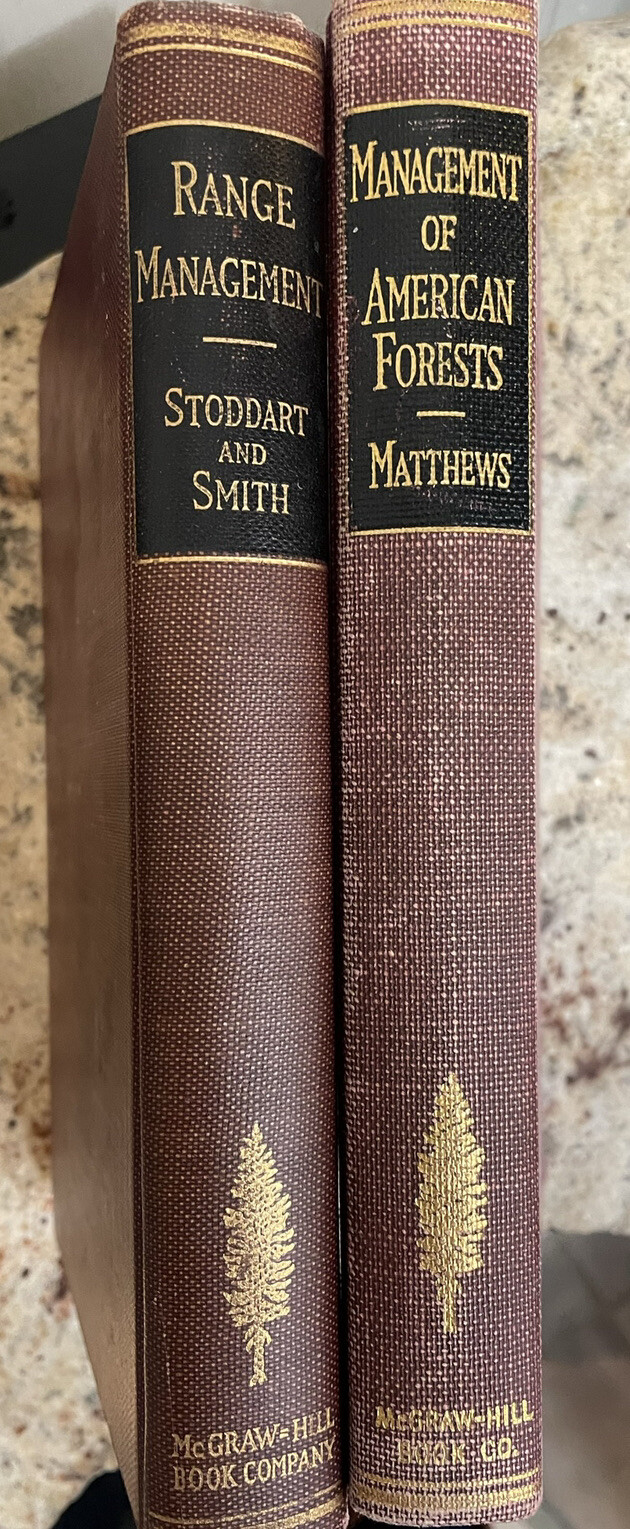 RANGE
MANAGEMENT
STODDART
AND
SMITH
McGRAW-HILL
BOOK COMPANY
MANAGEMENT
OF
AMERICAN
FORESTS
MATTHEWS
McGRAW-HILL
BOOK CO.